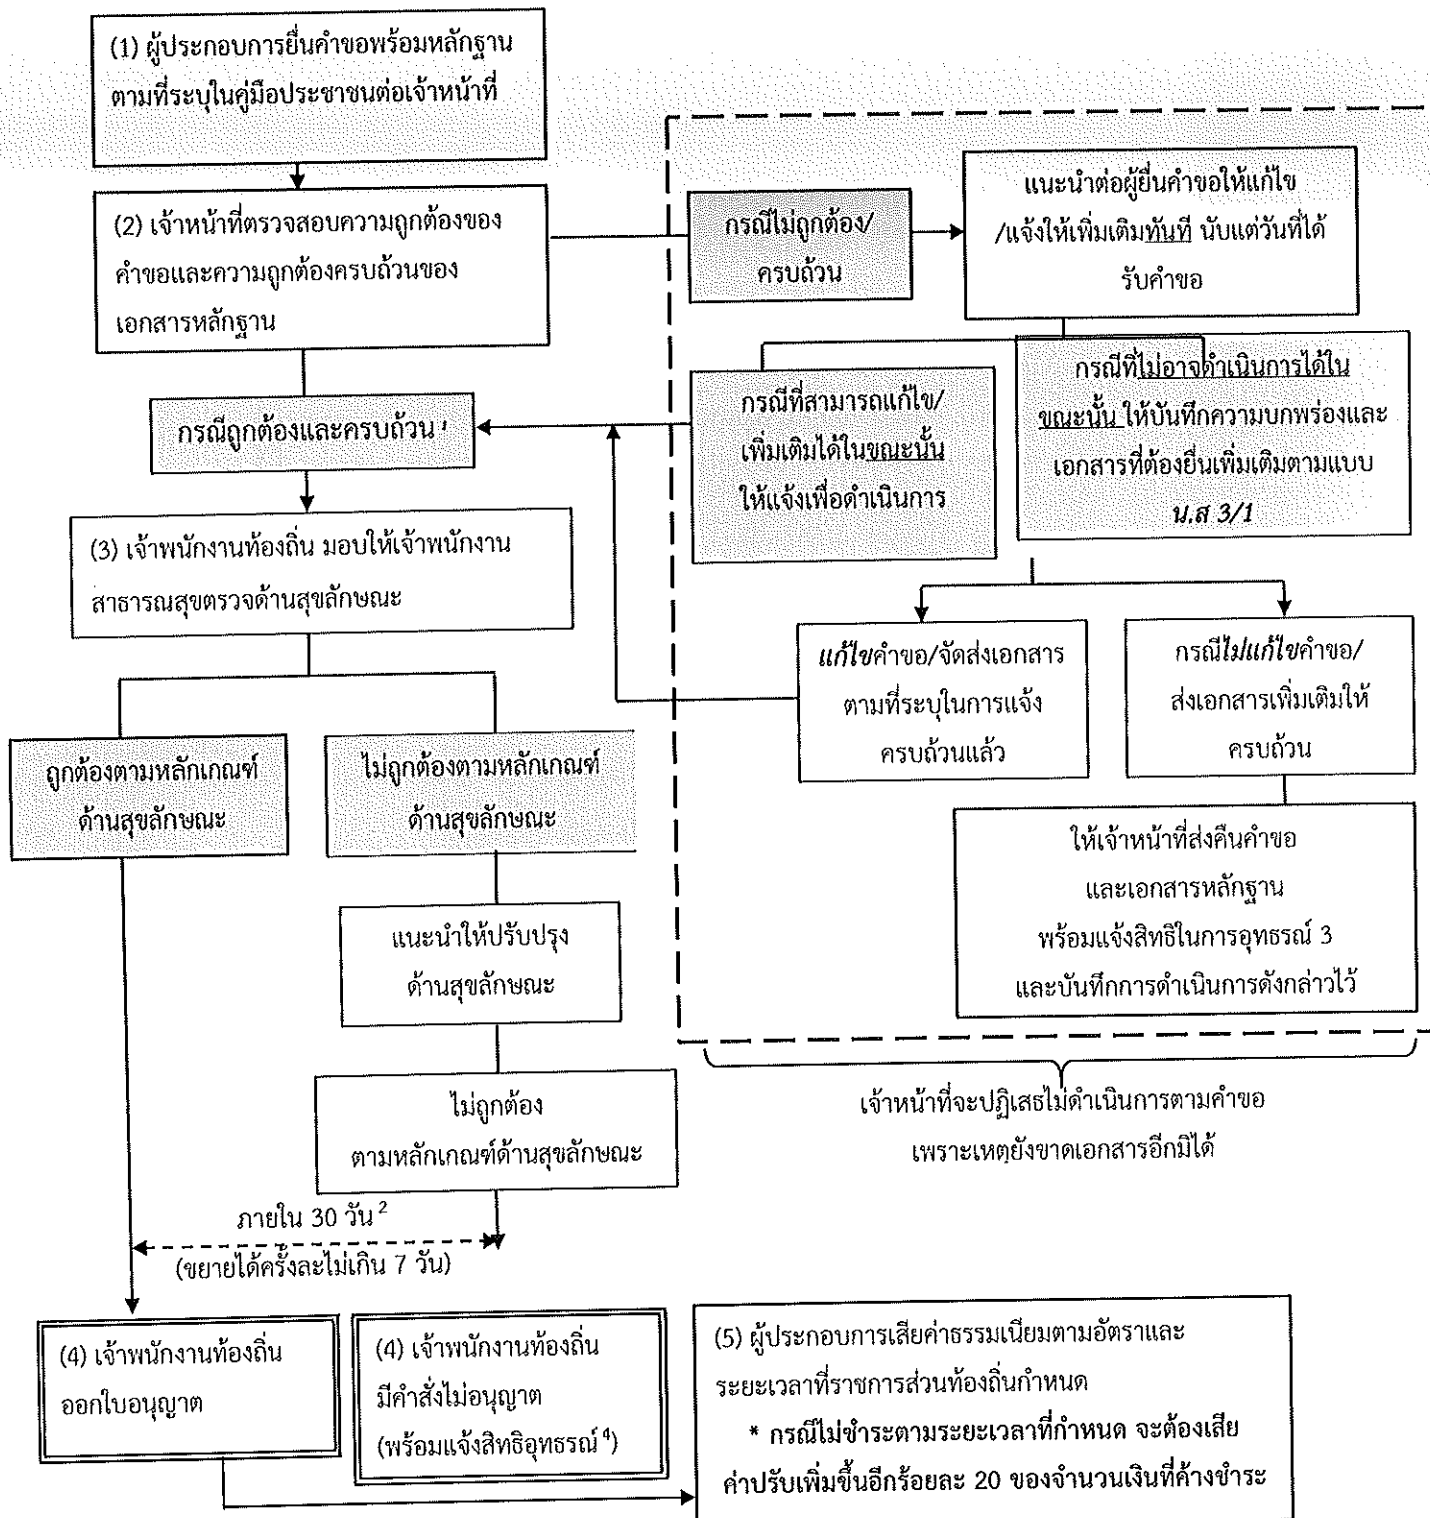 (1) ผู้ประกอบการยื่นคำขอพร้อมหลักฐาน
ตามที่ระบุในคู่มือประชาชนต่อเจ้าหน้าที่
(2) เจ้าหน้าที่ตรวจสอบความถูกต้องของ
คำขอและความถูกต้องครบถ้วนของ
เอกสารหลักฐาน
กรณีไม่ถูกต้อง/
ครบถ้วน
แนะนำต่อผู้ยื่นคำขอให้แก้ไข
/แจ้งให้เพิ่มเติมทันที นับแต่วันที่ได้
รับคำขอ
กรณีถูกต้องและครบถ้วน 1
กรณีที่สามารถแก้ไข/
เพิ่มเติมได้ในขณะนั้น
ให้แจ้งเพื่อดำเนินการ
กรณีที่ไม่อาจดำเนินการได้ใน
ขณะนั้น ให้บันทึกความบกพร่องและ
เอกสารที่ต้องยื่นเพิ่มเติมตามแบบ
น.ส 3/1
(3) เจ้าพนักงานท้องถิ่น มอบให้เจ้าพนักงาน
สาธารณสุขตรวจด้านสุขลักษณะ
แก้ไขคำขอ/จัดส่งเอกสาร
ตามที่ระบุในการแจ้ง
ครบถ้วนแล้ว
กรณีไม่แก้ไขคำขอ/
ส่งเอกสารเพิ่มเติมให้
ครบถ้วน
ถูกต้องตามหลักเกณฑ์
ด้านสุขลักษณะ
ไม่ถูกต้องตามหลักเกณฑ์
ด้านสุขลักษณะ
ให้เจ้าหน้าที่ส่งคืนคำขอ
และเอกสารหลักฐาน
พร้อมแจ้งสิทธิในการอุทธรณ์ 3
และบันทึกการดำเนินการดังกล่าวไว้
แนะนำให้ปรับปรุง
ด้านสุขลักษณะ
เจ้าหน้าที่จะปฏิเสธไม่ดำเนินการตามคำขอ
เพราะเหตุยังขาดเอกสารอีกมิได้
ไม่ถูกต้อง
ตามหลักเกณฑ์ด้านสุขลักษณะ
ภายใน 30 วัน 2
(ขยายได้ครั้งละไม่เกิน 7 วัน)
(4) เจ้าพนักงานท้องถิ่น
ออกใบอนุญาต
(4) เจ้าพนักงานท้องถิ่น
มีคำสั่งไม่อนุญาต
(พร้อมแจ้งสิทธิอุทธรณ์ 4)
(5) ผู้ประกอบการเสียค่าธรรมเนียมตามอัตราและ
ระยะเวลาที่ราชการส่วนท้องถิ่นกำหนด
* กรณีไม่ชำระตามระยะเวลาที่กำหนด จะต้องเสีย
ค่าปรับเพิ่มขึ้นอีกร้อยละ 20 ของจำนวนเงินที่ค้างชำระ